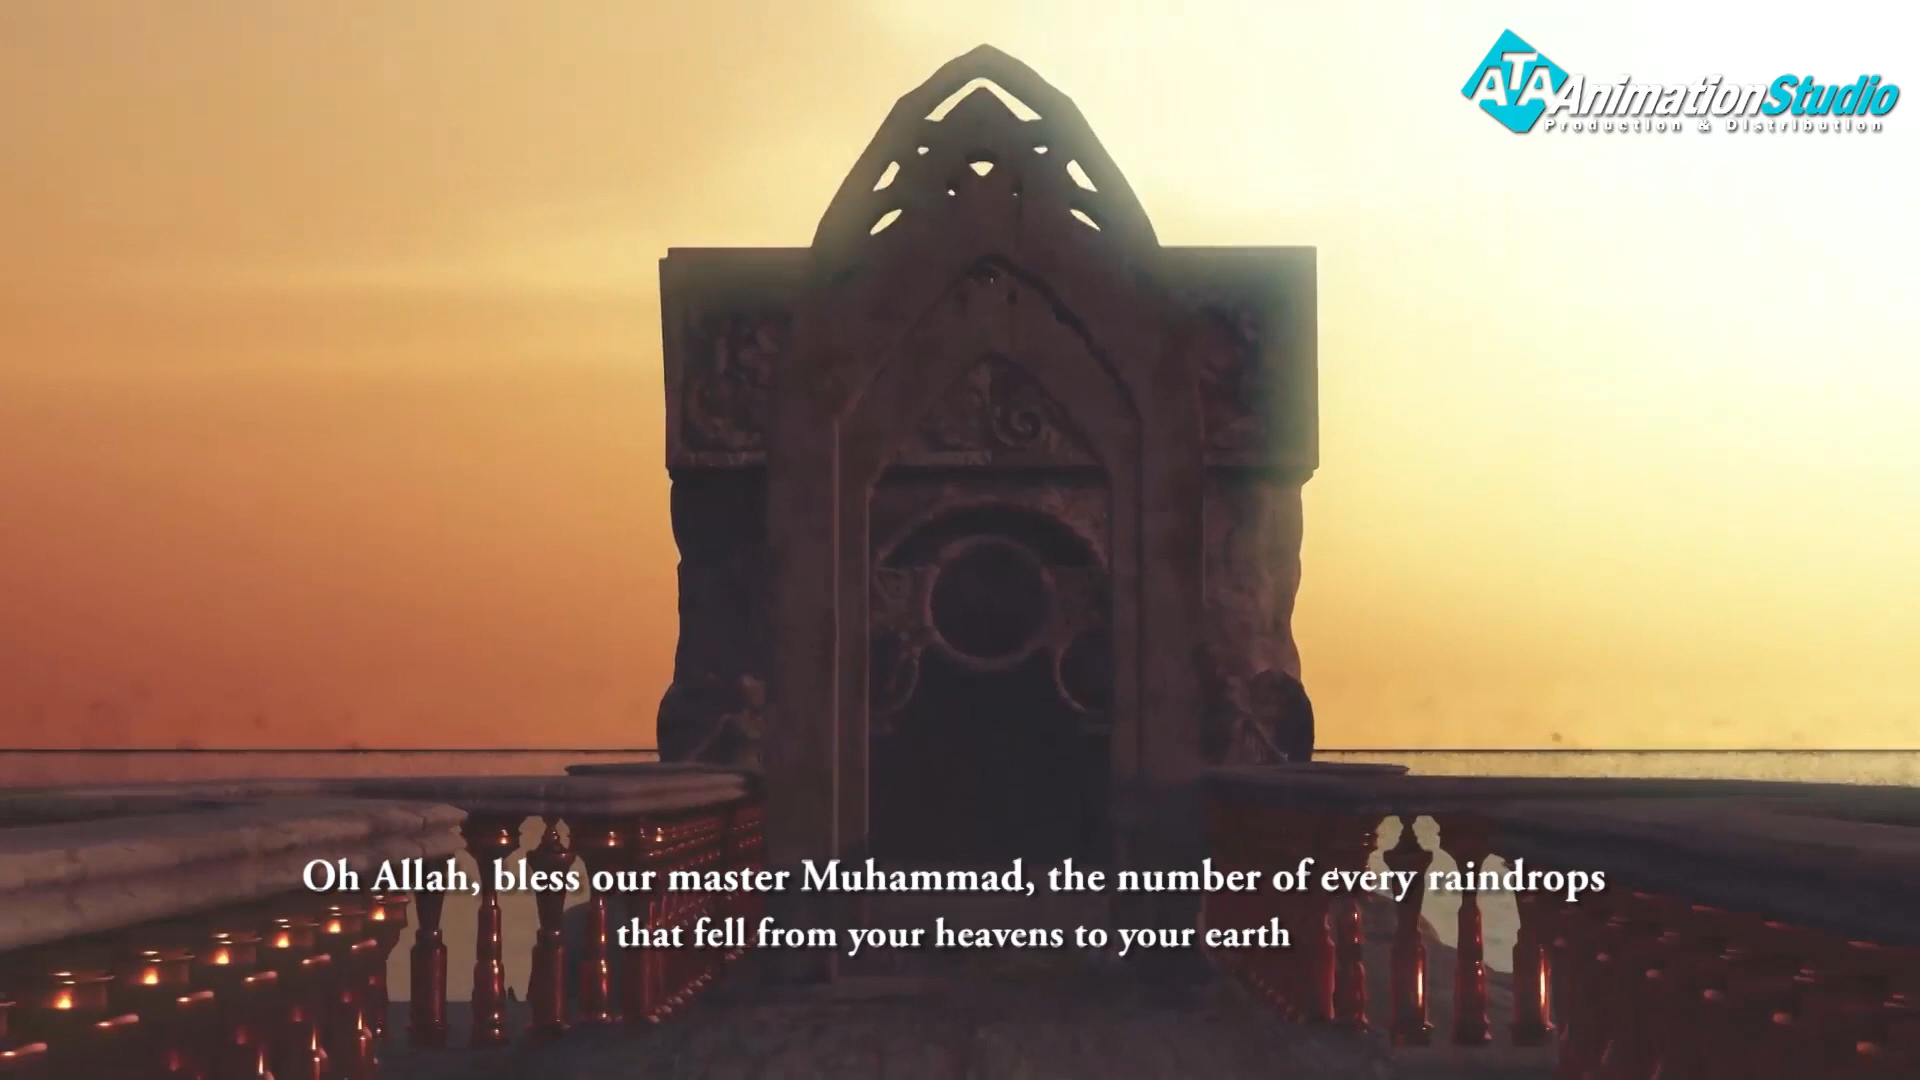 ATA AnimationStudio
Production & Distribution
Oh Allah, bless our master Muhammad, the number of every raindrops
that fell from your heavens to your earth